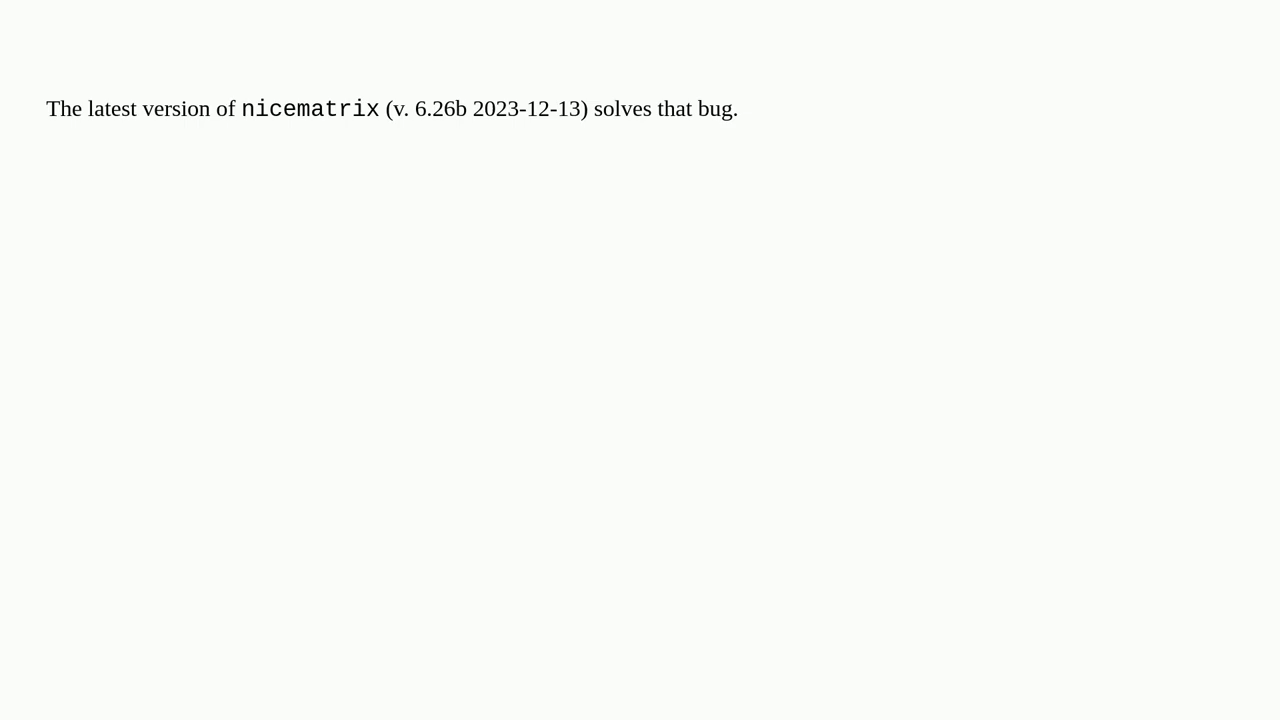 The latest version of nicematrix (v. 6.26b 2023-12-13) solves that bug.